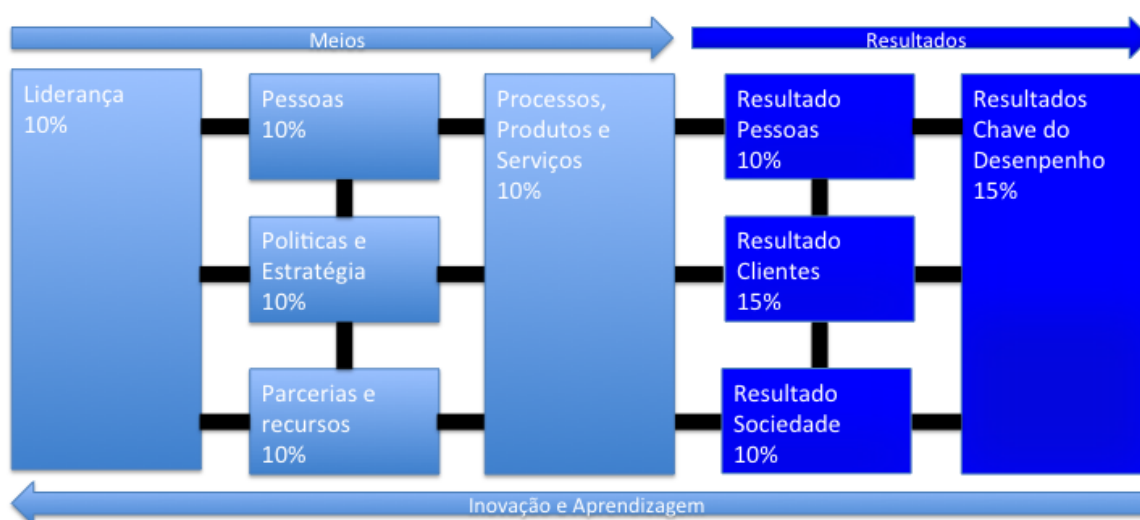 Meios
Resultados
Liderança
10%
Pessoas
10%
Politicas e
Estratégia
10%
Parcerias e
recursos
10%
Processos,
Produtos e
Serviços
10%
Resultado
Pessoas
10%
Resultado
Clientes
15%
Resultado
Sociedade
10%
Resultados
Chave do
Desenpenho
15%
Inovação e Aprendizagem